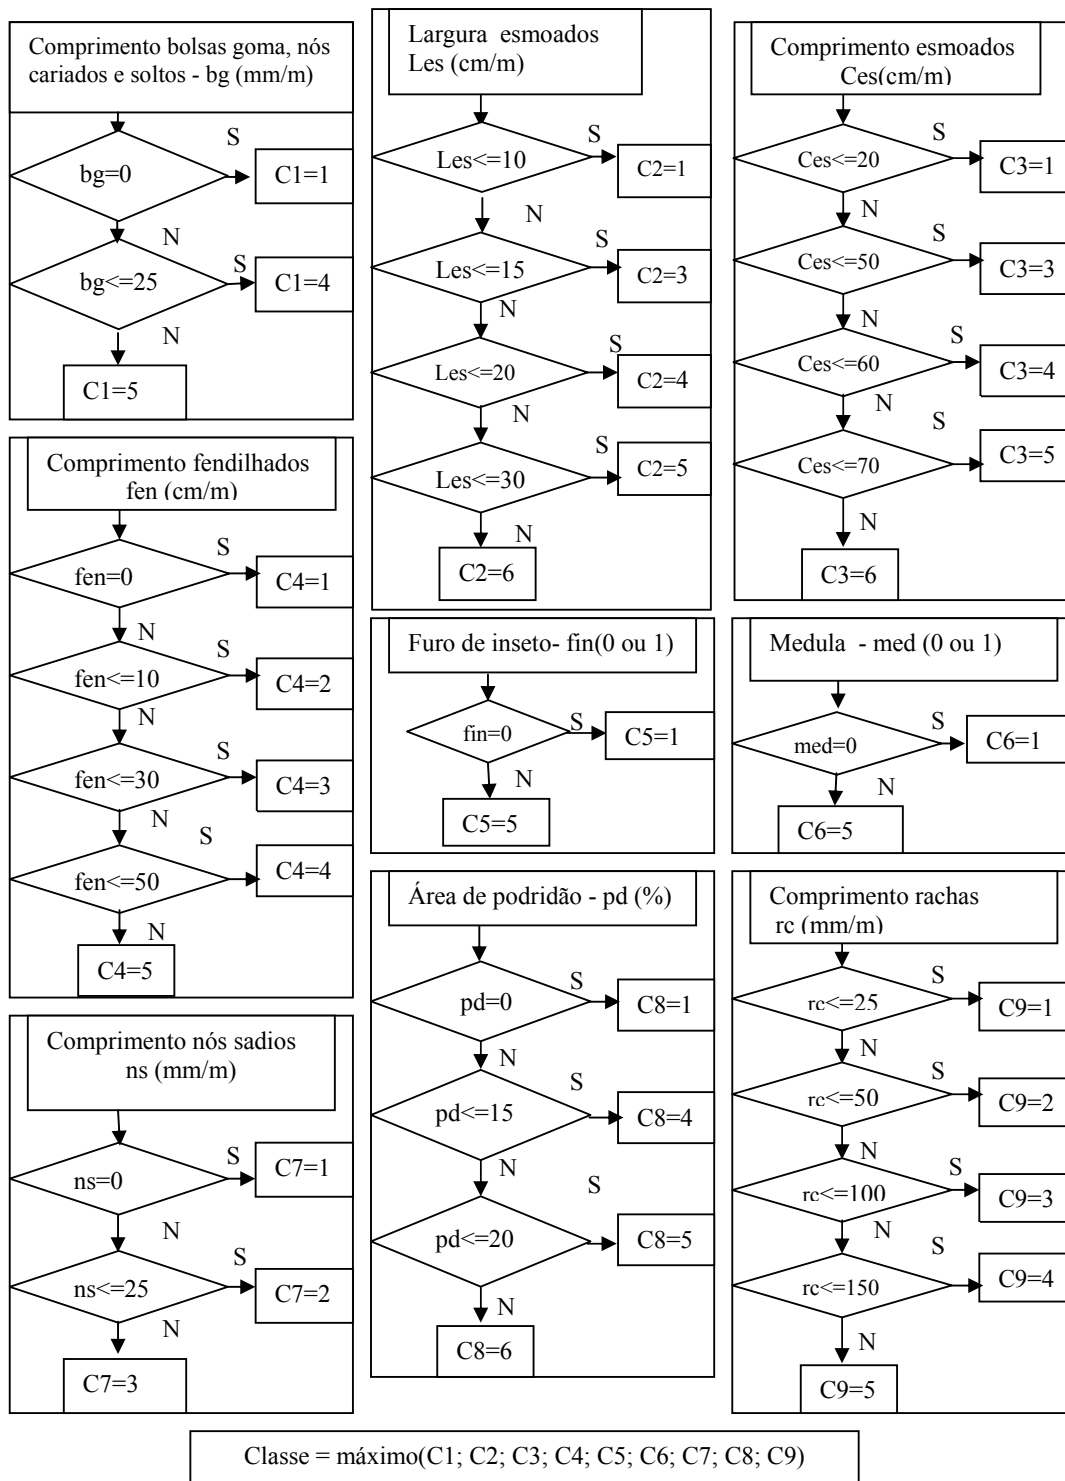 Comprimento bolsas goma, nós
cariados e soltos - bg (mm/m)
S
bg=0
C1=1
N
S
bg<=25
C1=4
N
C1=5
Largura esmoados
Les (cm/m)
S
Les<=10
C2=1
N
S
Les<=15
C2=3
N
S
Les<=20
C2=4
N
S
Les<=30
C2=5
N
C2=6
Comprimento esmoados
Ces(cm/m)
S
Ces<=20
C3=1
N
S
Ces<=50
C3=3
N
S
Ces<=60
C3=4
N
S
Ces<=70
C3=5
N
C3=6
Comprimento fendilhados
fen (cm/m)
S
fen=0
C4=1
N
S
fen<=10
C4=2
N
S
fen<=30
C4=3
N
S
fen<=50
C4=4
N
C4=5
Furo de inseto- fin(0 ou 1)
S
fin=0
C5=1
N
C5=5
Medula - med (0 ou 1)
S
med=0
C6=1
N
C6=5
Comprimento nós sadios
ns (mm/m)
S
ns=0
C7=1
N
S
ns<=25
C7=2
N
C7=3
Área de podridão - pd (%)
S
pd=0
C8=1
N
S
pd<=15
C8=4
N
S
pd<=20
C8=5
N
C8=6
Comprimento rachas
rc (mm/m)
S
rc<=25
C9=1
N
S
rc<=50
C9=2
N
S
rc<=100
C9=3
N
S
rc<=150
C9=4
N
C9=5
Classe = máximo(C1; C2; C3; C4; C5; C6; C7; C8; C9)